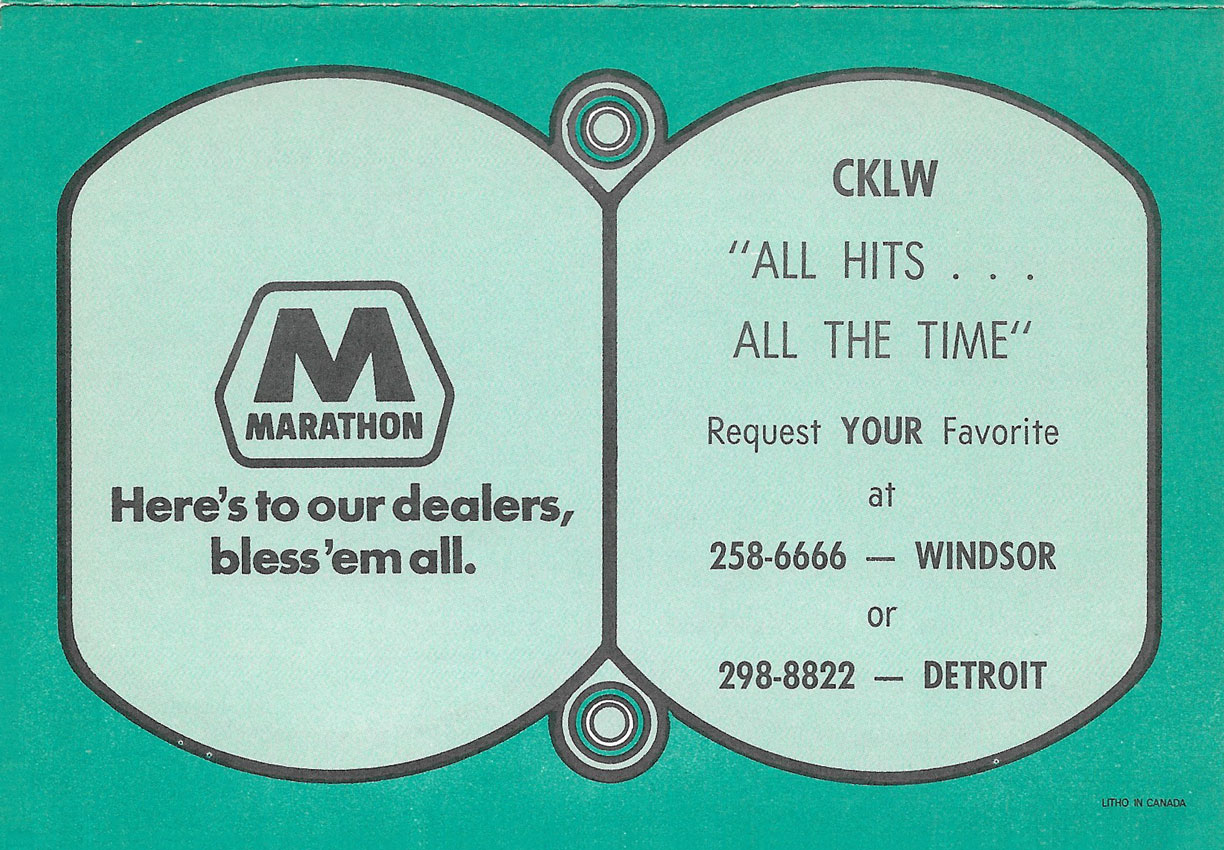 M
MARATHON
Here's to our dealers,
bless 'em all.
CKLW
"ALL HITS . . .
ALL THE TIME"
Request YOUR Favorite
at
258-6666 — WINDSOR
or
298-8822 — DETROIT
LITHO IN CANADA